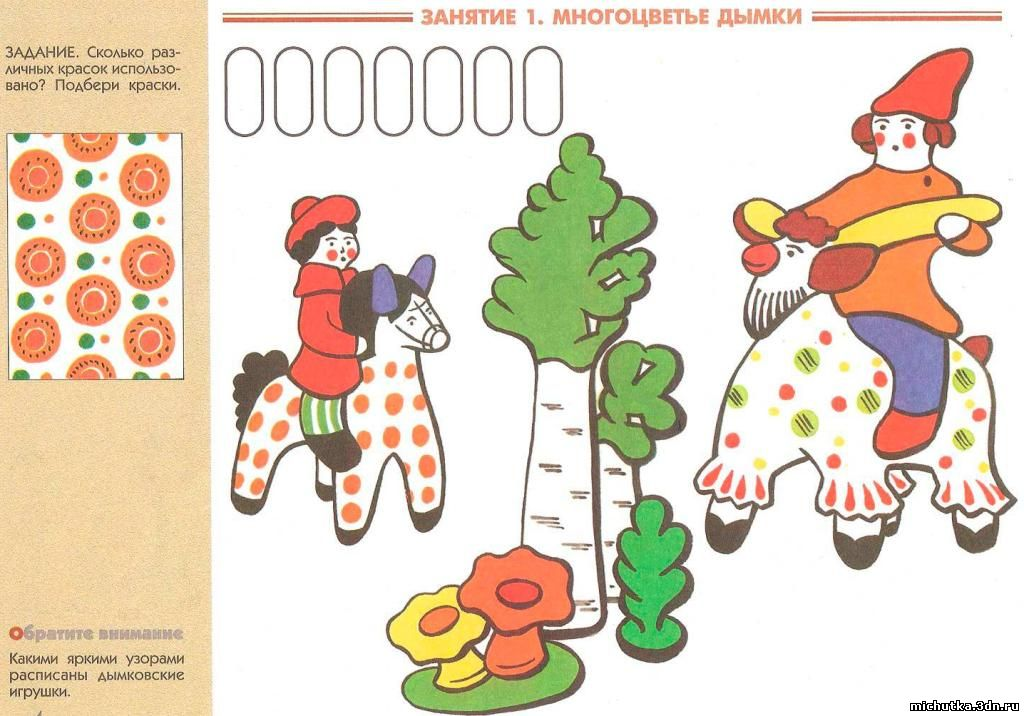 ЗАНЯТИЕ 1. МНОГОЦВЕТЬЕ ДЫМКИ
ЗАДАНИЕ. Сколько раз-
личных красок использо-
вано? Подбери краски.
Обратите внимание
Какими яркими узорами
расписаны дымковские
игрушки.
michutka.3dn.ru